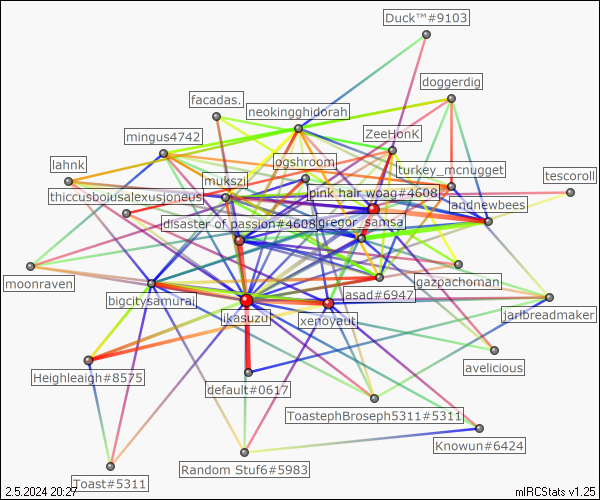 Duck™#9103
doggerdig
facadas.
neokingghidorah
mingus4742
ZeeHonK
ogshroom
lahnk
turkey_mcnugget
tescoroll
mukszi
pink hair woag#4608
thiccusboiusalexusjoneus
landnewbees
disaster of passion#4608
gregor_samsa
moonraven
gazpachoman
asad#6947
bigcitysamurai
likasuzu
xenoyaut
jarlbreadmaker
avelicious
Heighleaigh#8575
default#0617
ToastephBroseph5311#5311
Knowun#6424
Random Stuf6#5983
Toast#5311
2.5.2024 20:27
mIRCStats v1.25